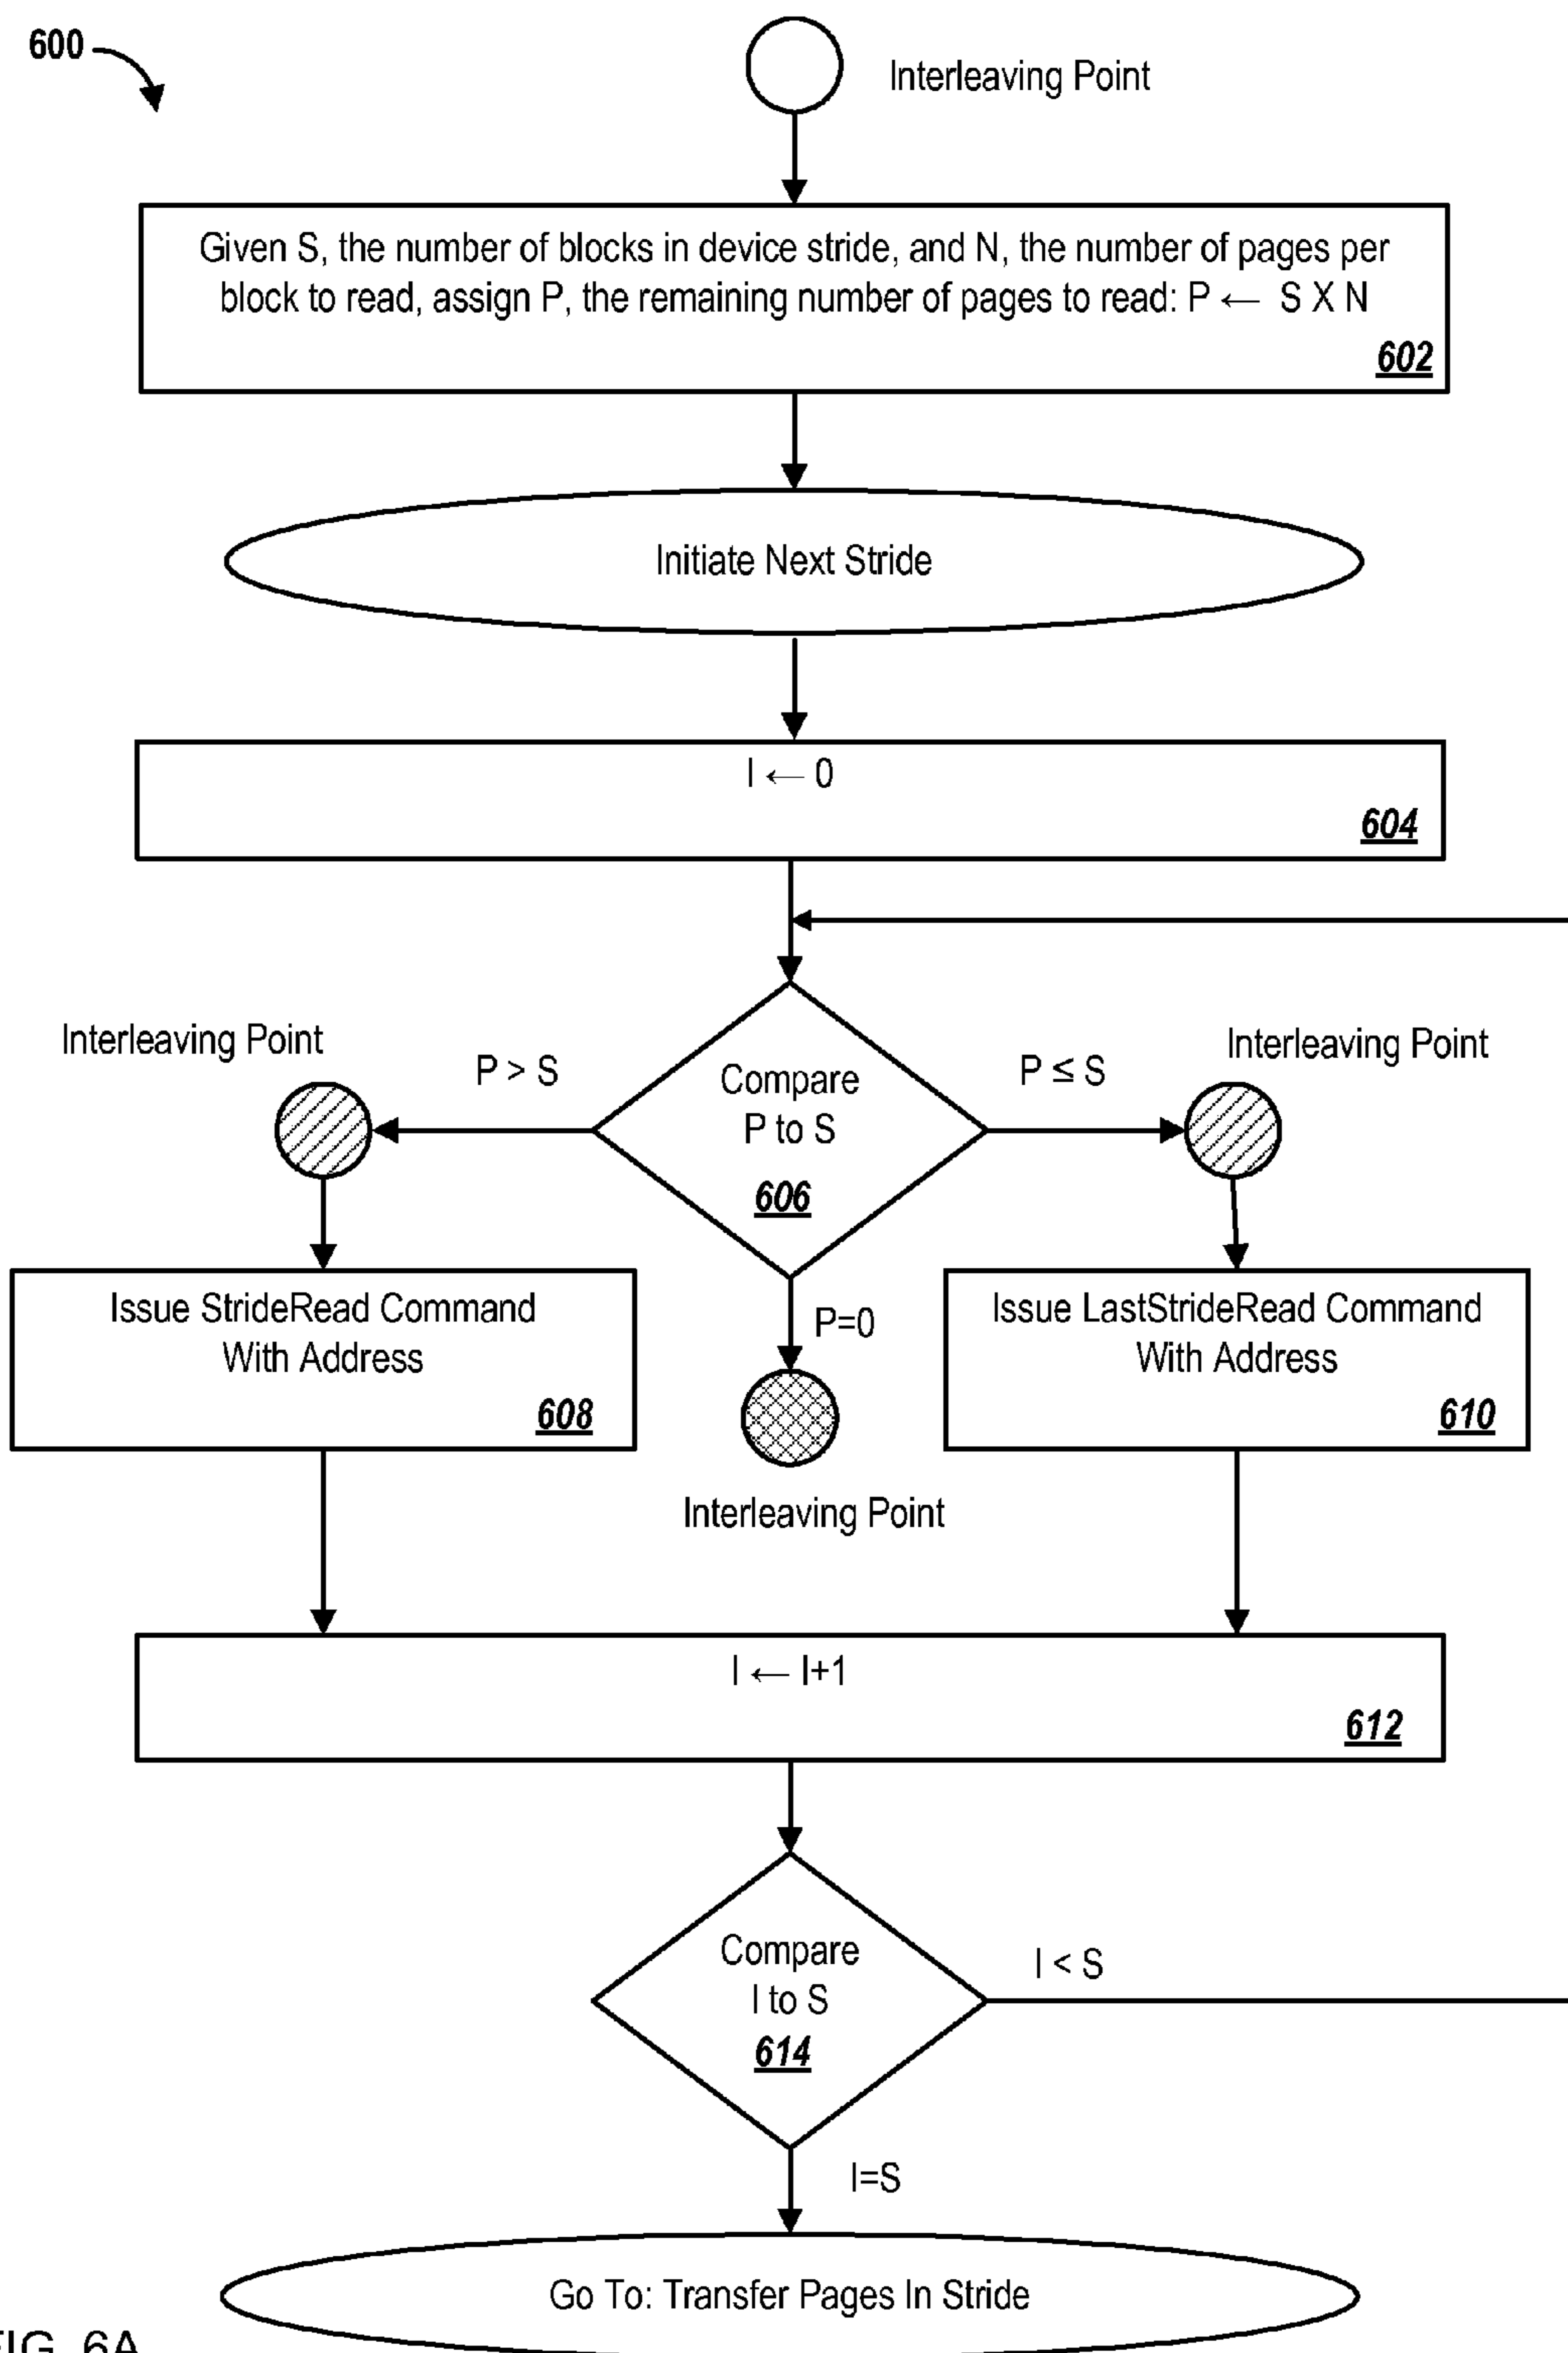 600
Interleaving Point
Given S, the number of blocks in device stride, and N, the number of pages per
block to read, assign P, the remaining number of pages to read: P ← S X N
602
Initiate Next Stride
I ← 0
604
Interleaving Point
P > S
Compare
P to S
606
P ≤ S
Interleaving Point
P=0
Issue StrideRead Command
With Address
608
Issue LastStrideRead Command
With Address
610
Interleaving Point
I ← I+1
612
Compare
I to S
614
I < S
I=S
Go To: Transfer Pages In Stride
FIG. 6A